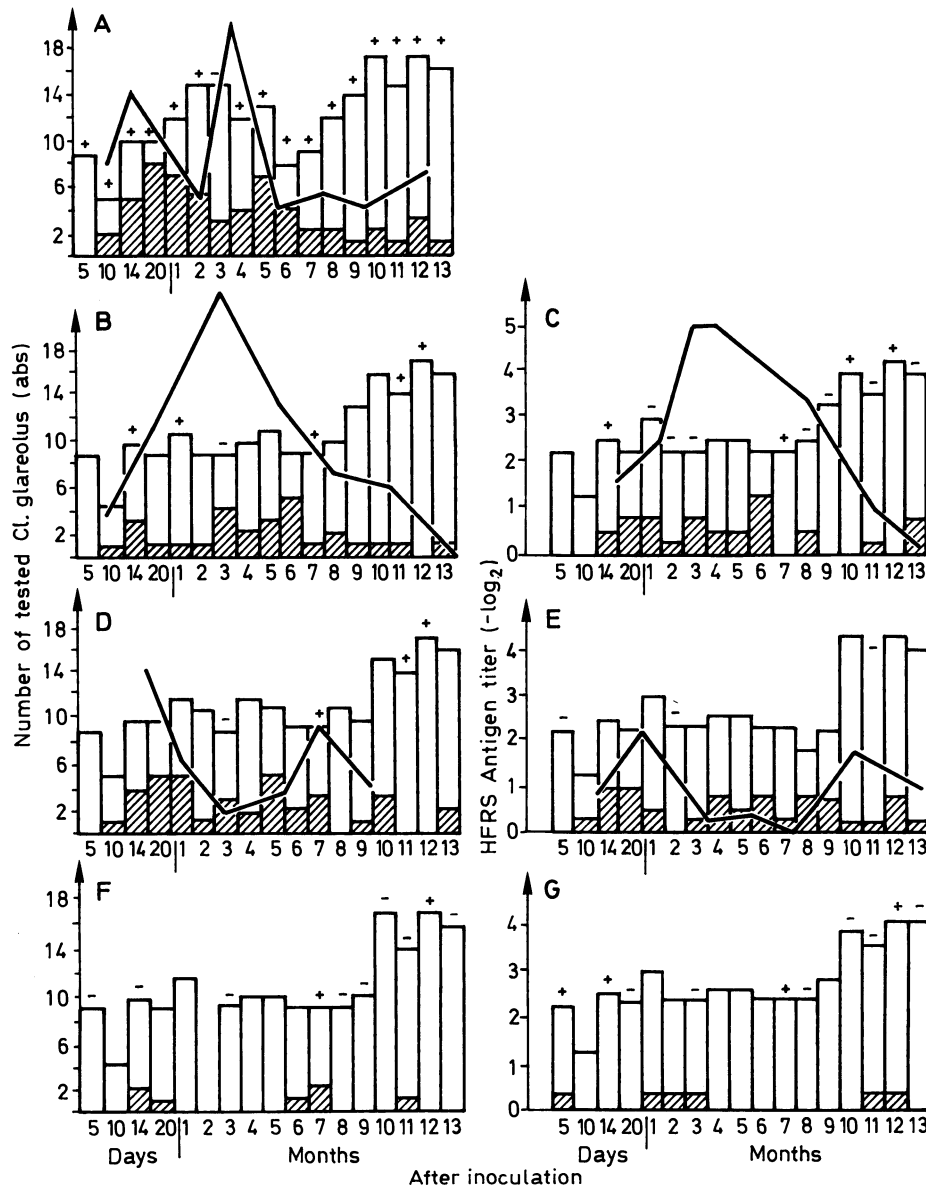 A
18
14
10
6
2
+ + + + + + − + + + + + + + + + +
5 10 14 20 1 2 3 4 5 6 7 8 9 10 11 12 13
B
18
14
10
6
2
+ + − + + +
5 10 14 20 1 2 3 4 5 6 7 8 9 10 11 12 13
C
5
4
3
2
1
0
+ − − − + − − + − + −
5 10 14 20 1 2 3 4 5 6 7 8 9 10 11 12 13
Number of tested Cl. glareolus (abs)
HFRS Antigen titer (-log₂)
D
18
14
10
6
2
− + + +
5 10 14 20 1 2 3 4 5 6 7 8 9 10 11 12 13
E
4
3
2
1
0
− − −
5 10 14 20 1 2 3 4 5 6 7 8 9 10 11 12 13
F
18
14
10
6
2
− − − + − − − − + −
5 10 14 20 1 2 3 4 5 6 7 8 9 10 11 12 13
Days Months
G
4
3
2
1
0
+ + − − + − − − + −
5 10 14 20 1 2 3 4 5 6 7 8 9 10 11 12 13
Days Months
After inoculation